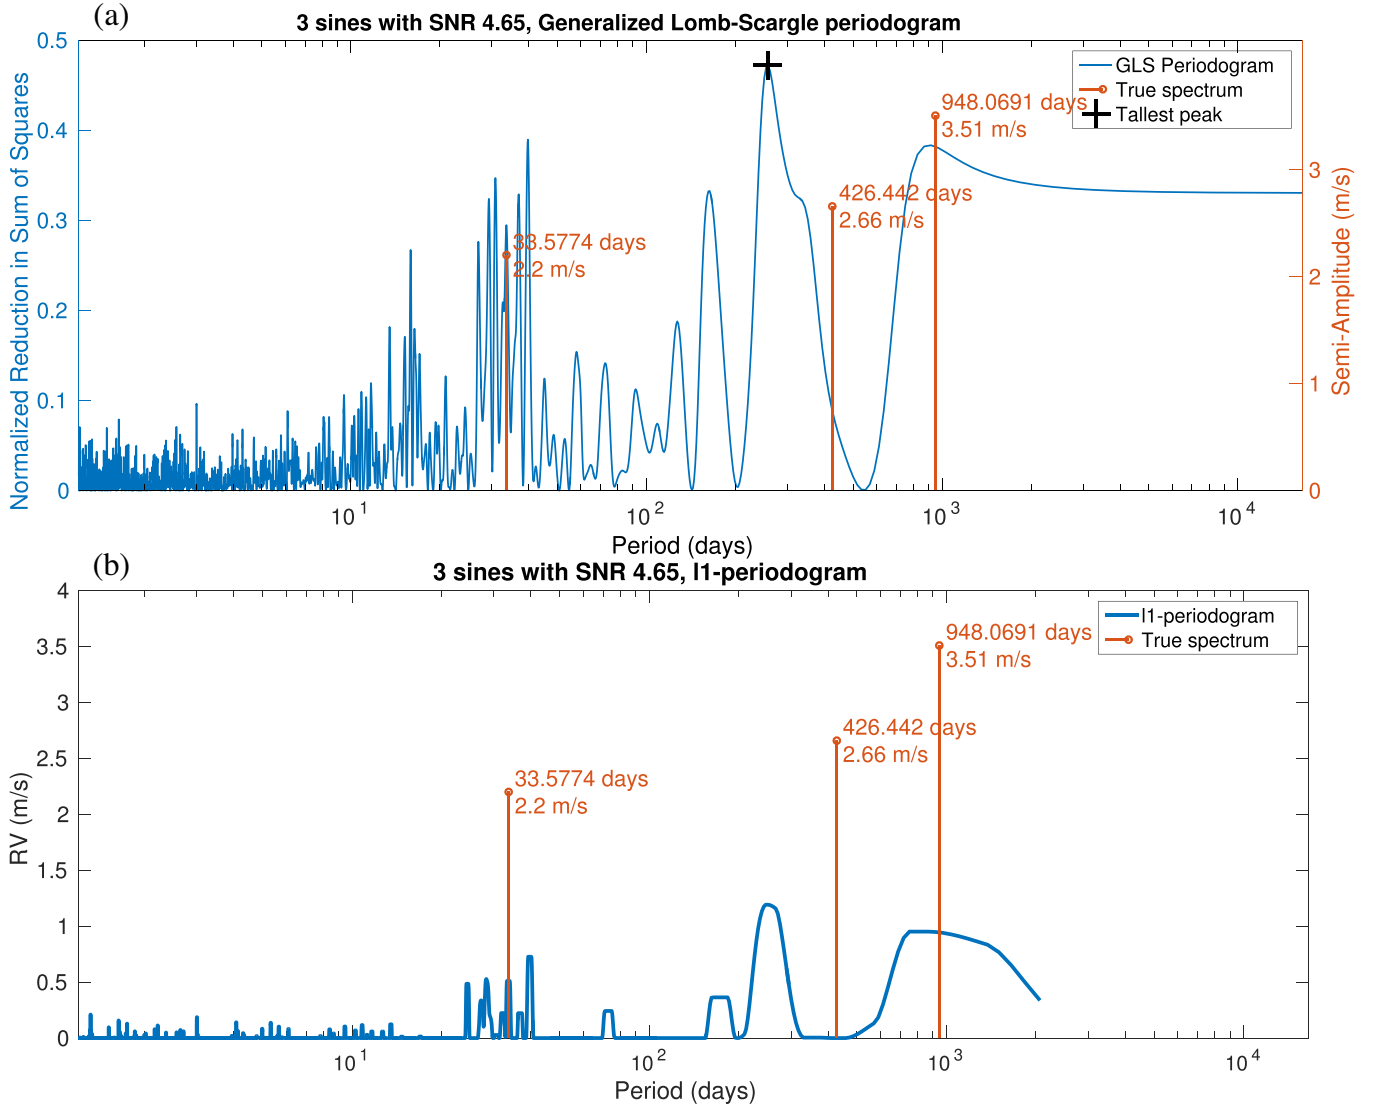 (a)
3 sines with SNR 4.65, Generalized Lomb-Scargle periodogram
Normalized Reduction in Sum of Squares
0.5
0.4
0.3
0.2
0.1
0
GLS Periodogram
True spectrum
Tallest peak
948.0691 days
3.51 m/s
426.442 days
2.66 m/s
33.5774 days
2.2 m/s
3
2
1
0
Semi-Amplitude (m/s)
10^1
10^2
10^3
10^4
Period (days)
(b)
3 sines with SNR 4.65, l1-periodogram
RV (m/s)
4
3.5
3
2.5
2
1.5
1
0.5
0
l1-periodogram
True spectrum
948.0691 days
3.51 m/s
426.442 days
2.66 m/s
33.5774 days
2.2 m/s
10^1
10^2
10^3
10^4
Period (days)